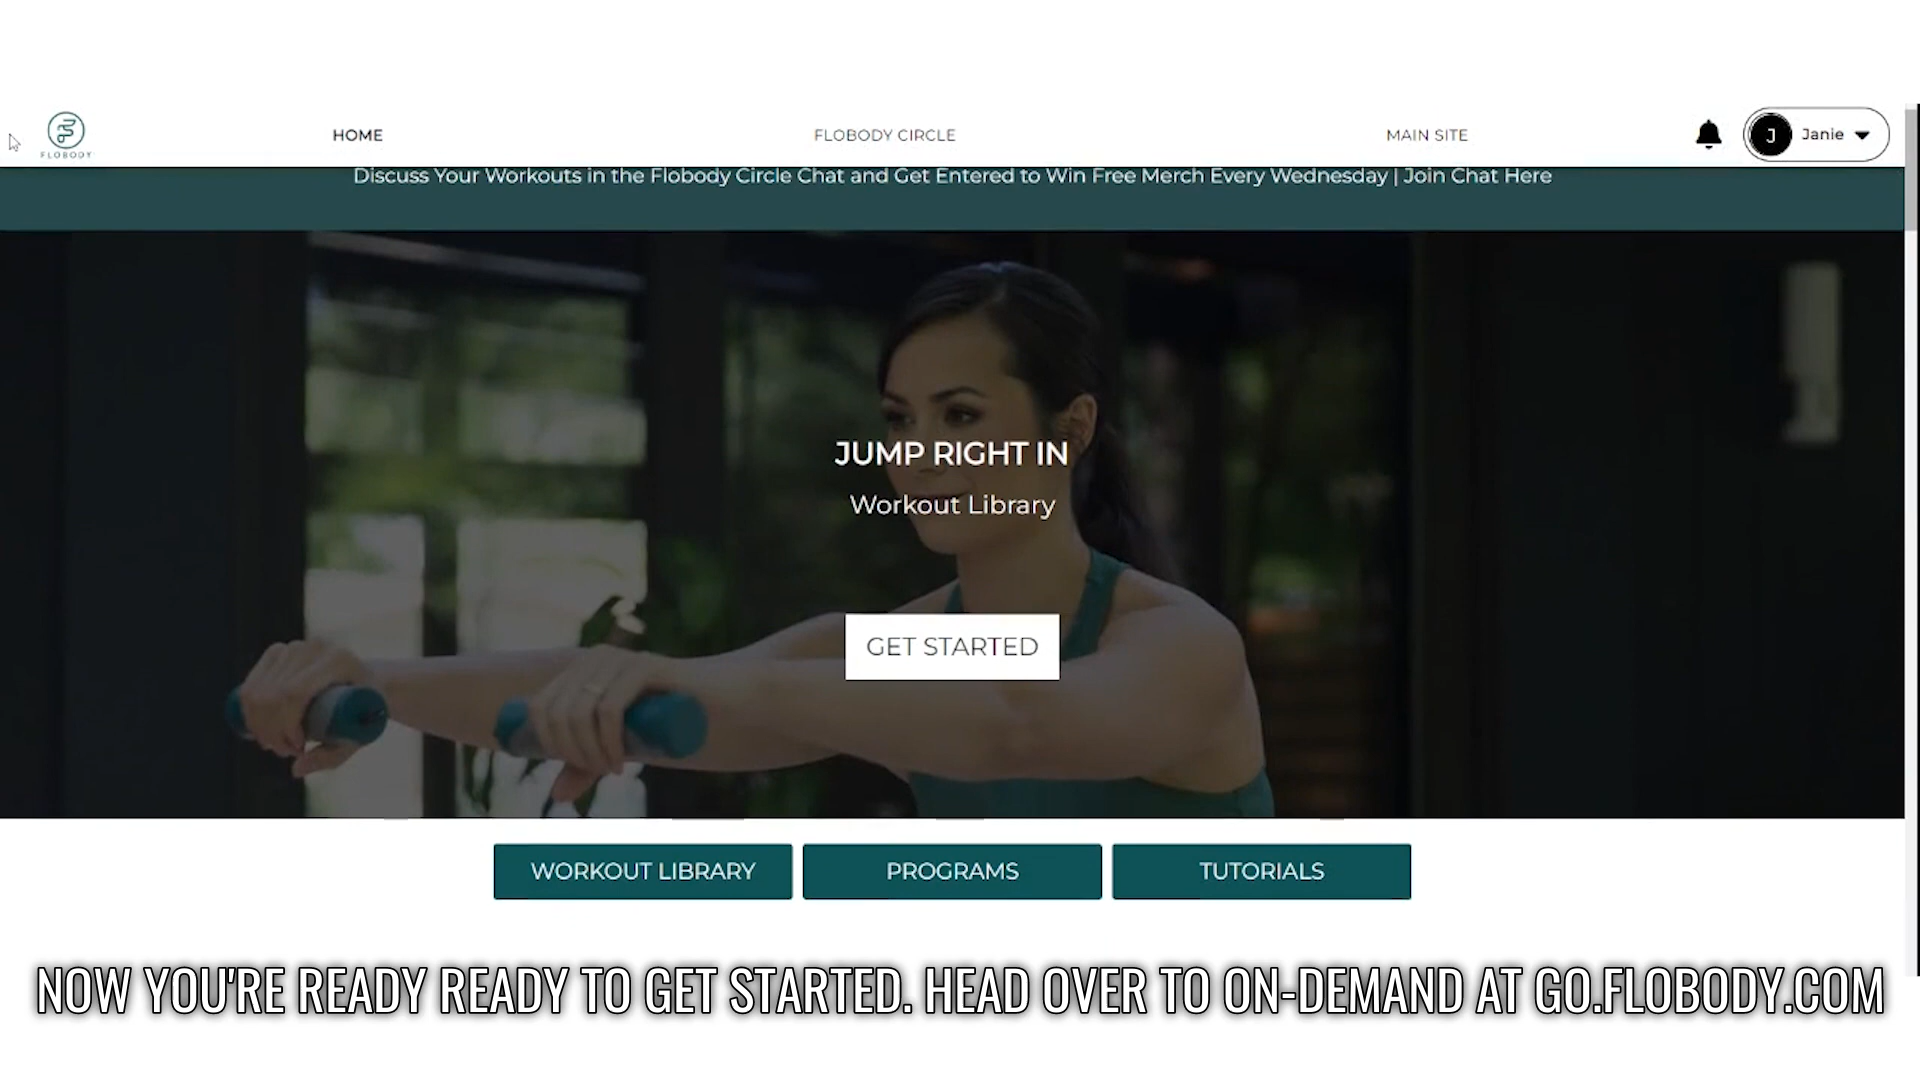 FLOBODY
HOME
FLOBODY CIRCLE
MAIN SITE
J
Janie
Discuss Your Workouts in the Flobody Circle Chat and Get Entered to Win Free Merch Every Wednesday | Join Chat Here
JUMP RIGHT IN
Workout Library
GET STARTED
WORKOUT LIBRARY
PROGRAMS
TUTORIALS
NOW YOU'RE READY READY TO GET STARTED. HEAD OVER TO ON-DEMAND AT GO.FLOBODY.COM